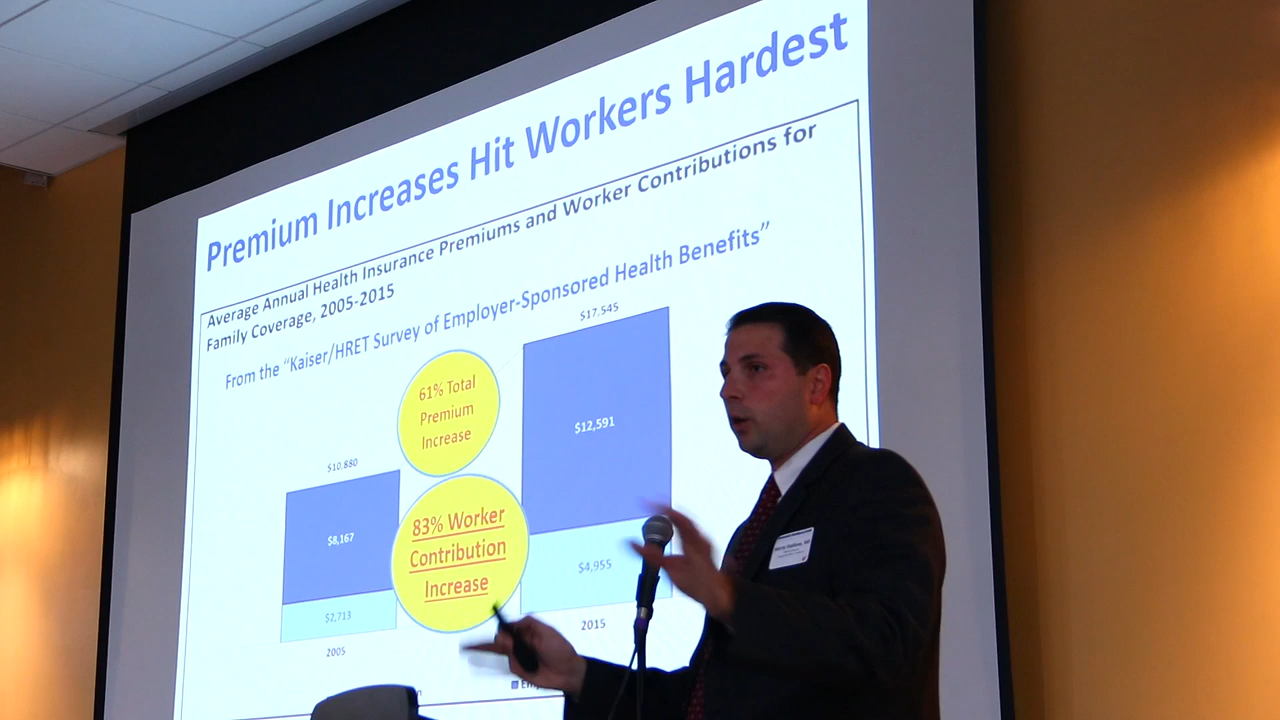 Premium Increases Hit Workers Hardest
Average Annual Health Insurance Premiums and Worker Contributions for
Family Coverage, 2005-2015
From the “Kaiser/HRET Survey of Employer-Sponsored Health Benefits”
$17,545
61% Total
Premium
Increase
$12,591
$10,880
$8,167
83% Worker
Contribution
Increase
$4,955
$2,713
2015
2005